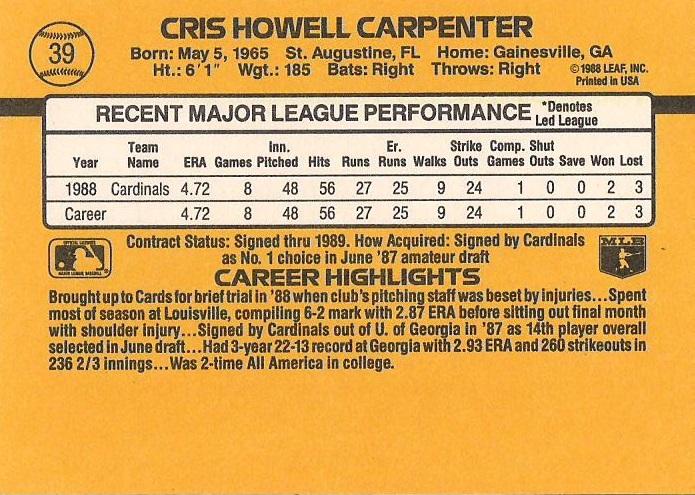 39
CRIS HOWELL CARPENTER
Born: May 5, 1965 St. Augustine, FL Home: Gainesville, GA
Ht.: 6'1" Wgt.: 185 Bats: Right Throws: Right
©1988 LEAF, INC.
Printed in USA
RECENT MAJOR LEAGUE PERFORMANCE *Denotes Led League
Year Team Name ERA Games Inn. Pitched Hits Runs Er. Runs Walks Strike Outs Comp. Games Shut Outs Save Won Lost
1988 Cardinals 4.72 8 48 56 27 25 9 24 1 0 0 2 3
Career 4.72 8 48 56 27 25 9 24 1 0 0 2 3
Contract Status: Signed thru 1989. How Acquired: Signed by Cardinals
as No. 1 choice in June '87 amateur draft
MLB
CAREER HIGHLIGHTS
Brought up to Cards for brief trial in '88 when club's pitching staff was beset by injuries...Spent
most of season at Louisville, compiling 6-2 mark with 2.87 ERA before sitting out final month
with shoulder injury...Signed by Cardinals out of U. of Georgia in '87 as 14th player overall
selected in June draft...Had 3-year 22-13 record at Georgia with 2.93 ERA and 260 strikeouts in
236 2/3 innings...Was 2-time All America in college.